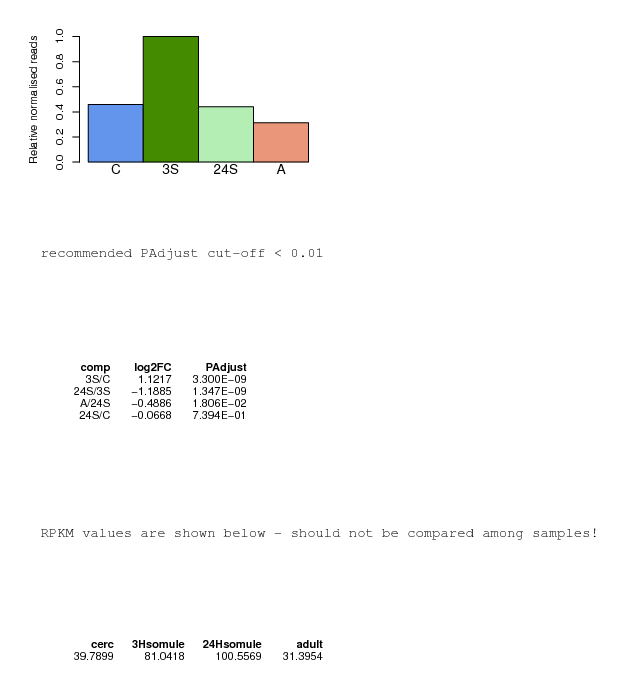 Relative normalised reads
1.0
0.8
0.6
0.4
0.2
0.0
C 3S 24S A
recommended PAdjust cut-off < 0.01
comp log2FC PAdjust
3S/C 1.1217 3.300E-09
24S/3S -1.1885 1.347E-09
A/24S -0.4886 1.806E-02
24S/C -0.0668 7.394E-01
RPKM values are shown below - should not be compared among samples!
cerc 3Hsomule 24Hsomule adult
39.7899 81.0418 100.5569 31.3954